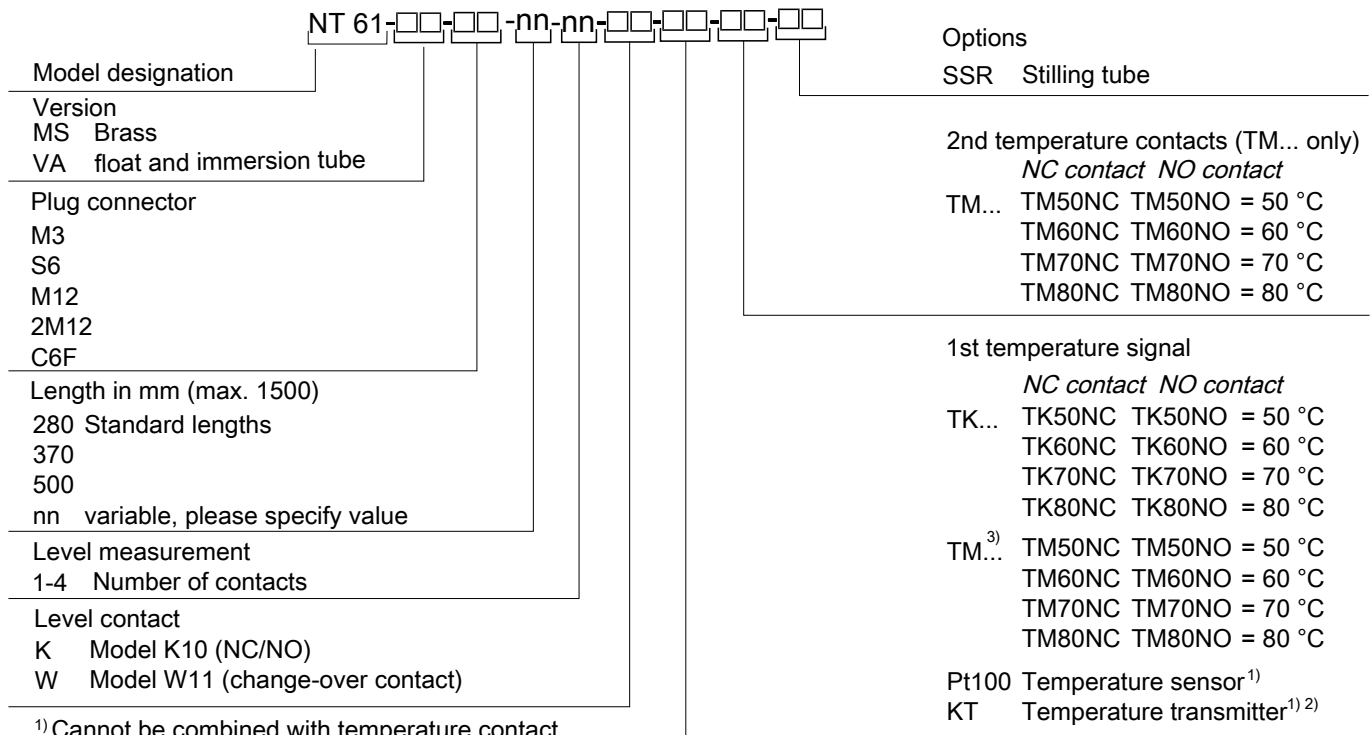 NT 61-□□-□□-nn-nn-□□-□□-□□-□□
Model designation
Version
MS Brass
VA float and immersion tube
Plug connector
M3
S6
M12
2M12
C6F
Length in mm (max. 1500)
280 Standard lengths
370
500
nn variable, please specify value
Level measurement
1-4 Number of contacts
Level contact
K Model K10 (NC/NO)
W Model W11 (change-over contact)
1) Cannot be combined with temperature contact
Options
SSR Stilling tube
2nd temperature contacts (TM... only)
NC contact NO contact
TM... TM50NC TM50NO = 50 °C
TM60NC TM60NO = 60 °C
TM70NC TM70NO = 70 °C
TM80NC TM80NO = 80 °C
1st temperature signal
NC contact NO contact
TK... TK50NC TK50NO = 50 °C
TK60NC TK60NO = 60 °C
TK70NC TK70NO = 70 °C
TK80NC TK80NO = 80 °C
TM...3) TM50NC TM50NO = 50 °C
TM60NC TM60NO = 60 °C
TM70NC TM70NO = 70 °C
TM80NC TM80NO = 80 °C
Pt100 Temperature sensor 1)
KT Temperature transmitter 1) 2)